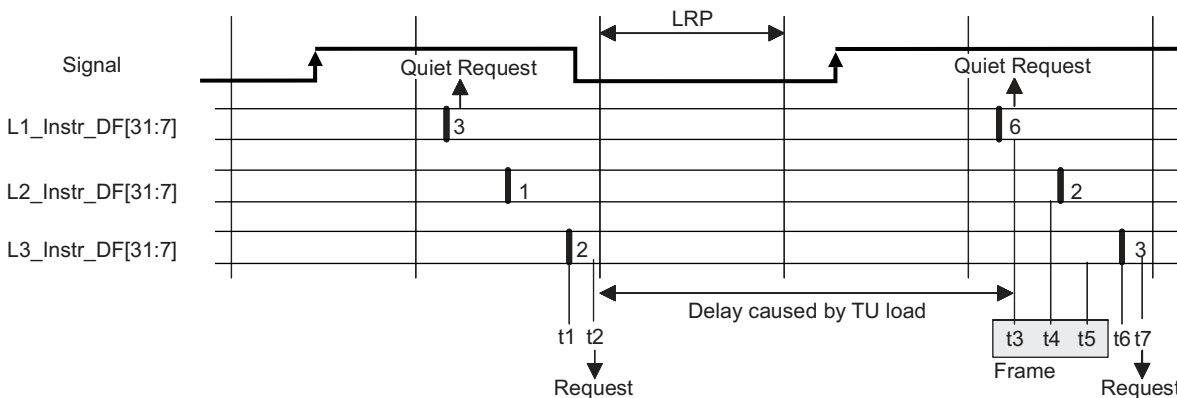 LRP
Signal
Quiet Request
Quiet Request
L1_Instr_DF[31:7]
3
6
L2_Instr_DF[31:7]
1
2
L3_Instr_DF[31:7]
2
3
Delay caused by TU load
t1 t2 t3 t4 t5 t6 t7
Frame
Request
Request